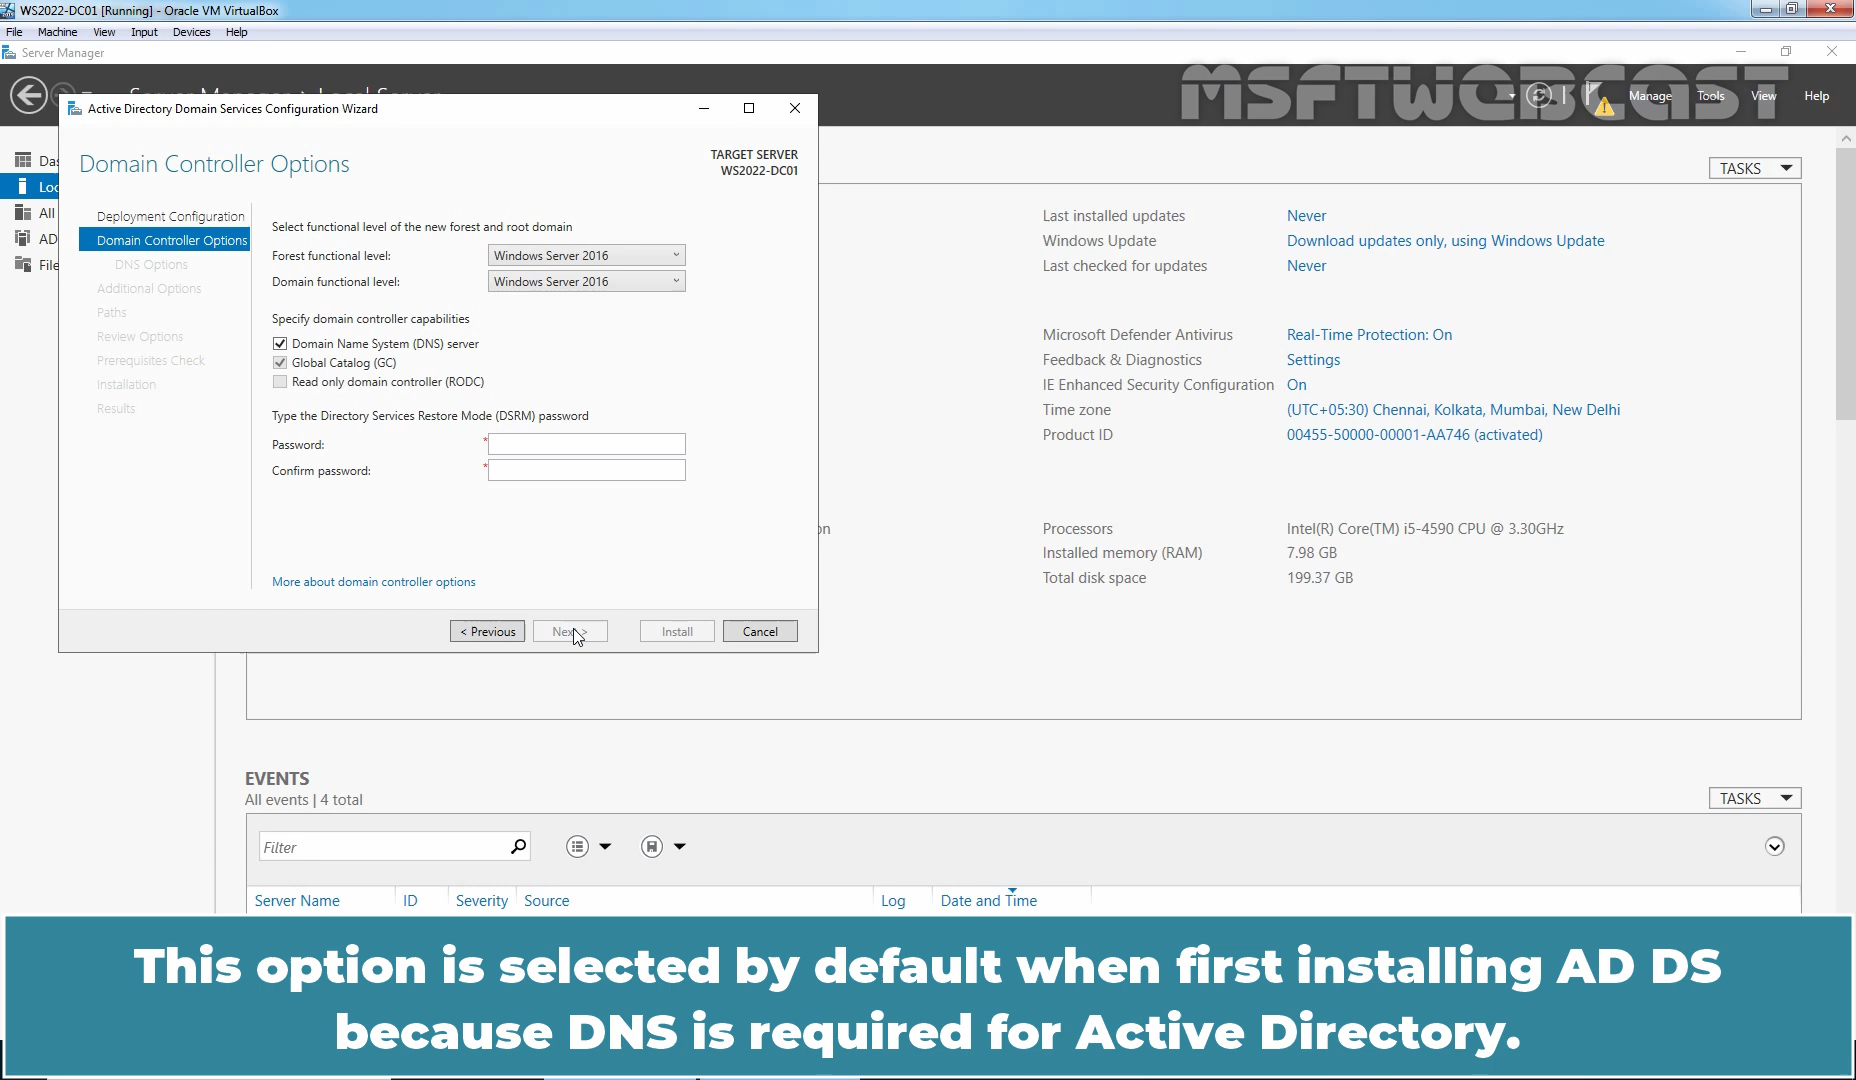 WS2022-DC01 [Running] - Oracle VM VirtualBox
File Machine View Input Devices Help
Server Manager
MSFTWEBCAST
Manage Tools View Help
Active Directory Domain Services Configuration Wizard
Domain Controller Options
TARGET SERVER
WS2022-DC01
Deployment Configuration
Domain Controller Options
DNS Options
Additional Options
Paths
Review Options
Prerequisites Check
Installation
Results
Select functional level of the new forest and root domain
Forest functional level: Windows Server 2016
Domain functional level: Windows Server 2016
Specify domain controller capabilities
Domain Name System (DNS) server
Global Catalog (GC)
Read only domain controller (RODC)
Type the Directory Services Restore Mode (DSRM) password
Password: *
Confirm password: *
More about domain controller options
< Previous Next > Install Cancel
All
AD
TASKS
Last installed updates Never
Windows Update Download updates only, using Windows Update
Last checked for updates Never
Microsoft Defender Antivirus Real-Time Protection: On
Feedback & Diagnostics Settings
IE Enhanced Security Configuration On
Time zone (UTC+05:30) Chennai, Kolkata, Mumbai, New Delhi
Product ID 00455-50000-00001-AA746 (activated)
Processors Intel(R) Core(TM) i5-4590 CPU @ 3.30GHz
Installed memory (RAM) 7.98 GB
Total disk space 199.37 GB
EVENTS
All events | 4 total
TASKS
Filter
Server Name ID Severity Source Log Date and Time
This option is selected by default when first installing AD DS
because DNS is required for Active Directory.